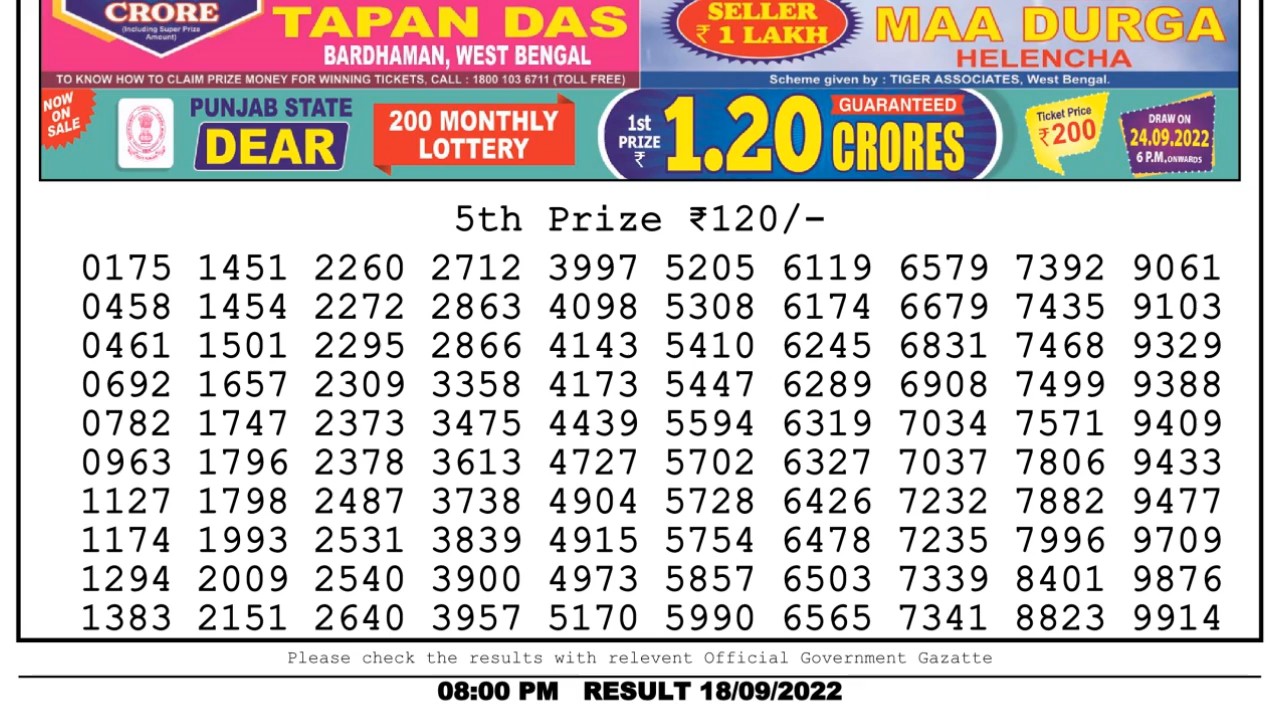 CRORE
(Including Super Prize
Amount)
TAPAN DAS
BARDHAMAN, WEST BENGAL
SELLER
₹ 1 LAKH
MAA DURGA
HELENCHA
TO KNOW HOW TO CLAIM PRIZE MONEY FOR WINNING TICKETS, CALL : 1800 103 6711 (TOLL FREE)
Scheme given by : TIGER ASSOCIATES, West Bengal.
NOW
ON
SALE
PUNJAB STATE
DEAR
200 MONTHLY
LOTTERY
1st
PRIZE
₹
1.20
GUARANTEED
CRORES
Ticket Price
₹200
DRAW ON
24.09.2022
6 P.M. ONWARDS
5th Prize ₹120/-
0175 1451 2260 2712 3997 5205 6119 6579 7392 9061
0458 1454 2272 2863 4098 5308 6174 6679 7435 9103
0461 1501 2295 2866 4143 5410 6245 6831 7468 9329
0692 1657 2309 3358 4173 5447 6289 6908 7499 9388
0782 1747 2373 3475 4439 5594 6319 7034 7571 9409
0963 1796 2378 3613 4727 5702 6327 7037 7806 9433
1127 1798 2487 3738 4904 5728 6426 7232 7882 9477
1174 1993 2531 3839 4915 5754 6478 7235 7996 9709
1294 2009 2540 3900 4973 5857 6503 7339 8401 9876
1383 2151 2640 3957 5170 5990 6565 7341 8823 9914
Please check the results with relevent Official Government Gazatte
08:00 PM RESULT 18/09/2022